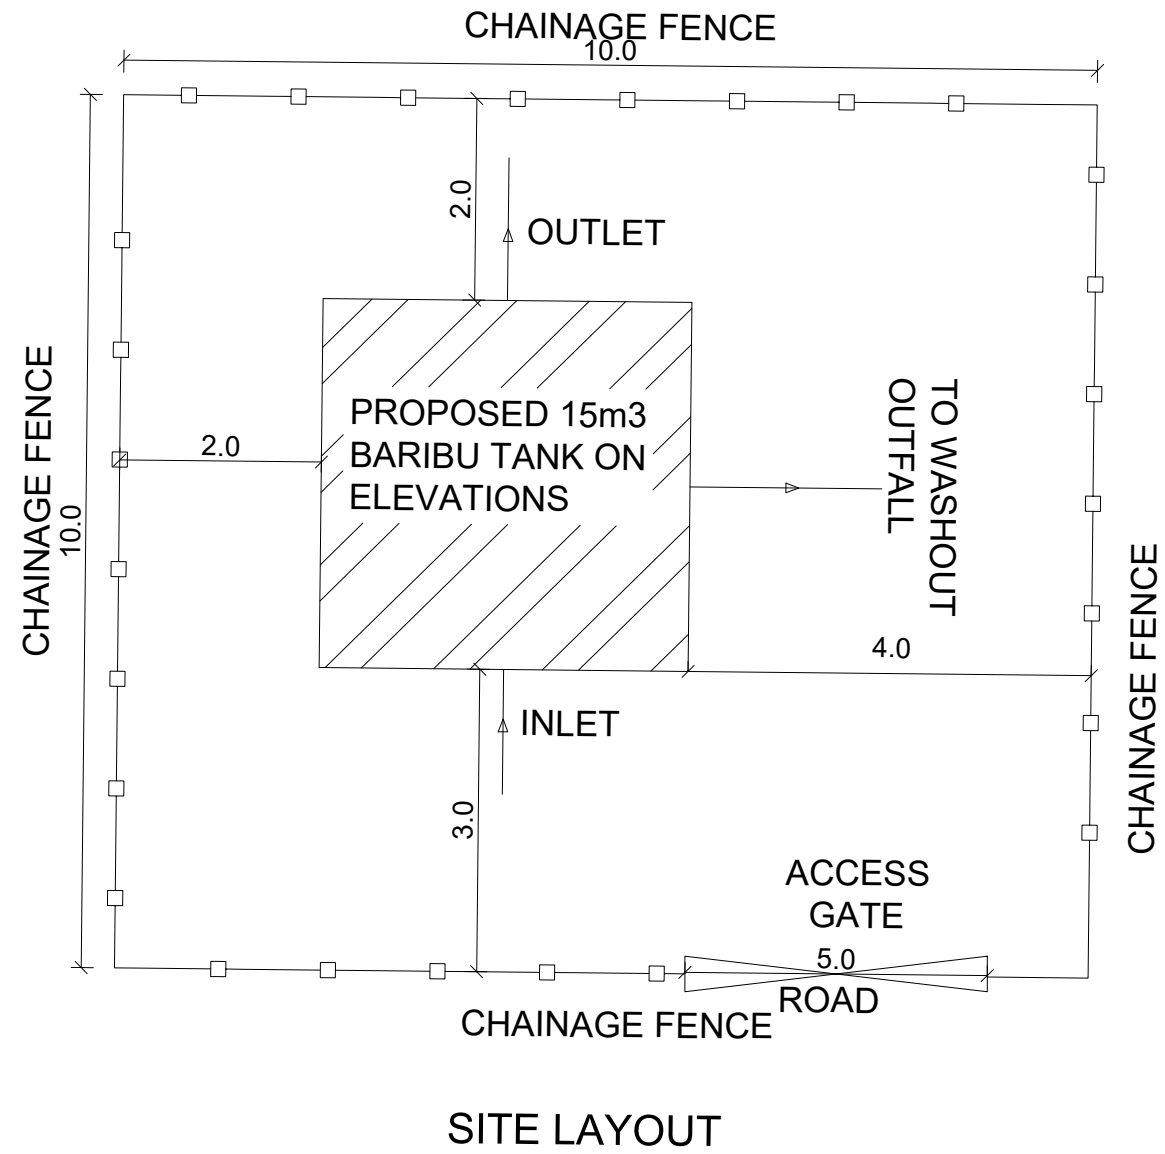 CHAINAGE FENCE
10.0
2.0
OUTLET
CHAINAGE FENCE
10.0
2.0
PROPOSED 15m3
BARIBU TANK ON
ELEVATIONS
TO WASHOUT
OUTFALL
CHAINAGE FENCE
4.0
INLET
3.0
ACCESS
GATE
5.0
ROAD
CHAINAGE FENCE
SITE LAYOUT